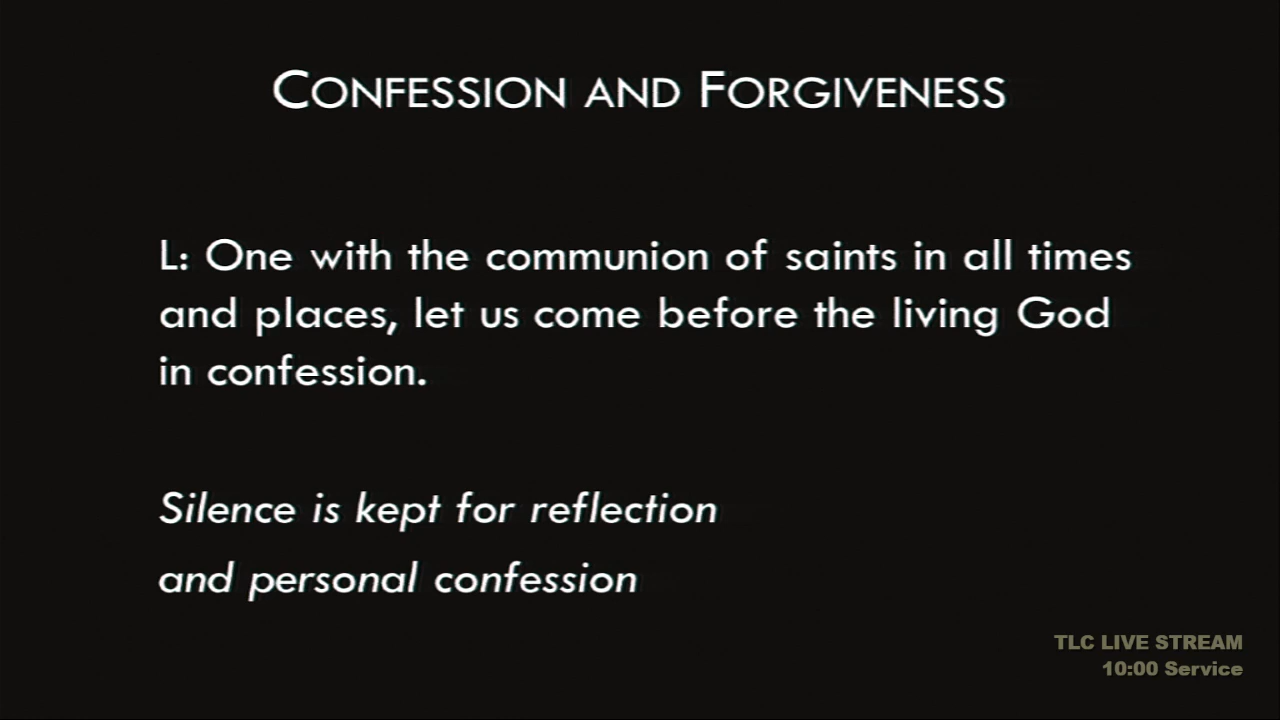 CONFESSION AND FORGIVENESS
L: One with the communion of saints in all times
and places, let us come before the living God
in confession.
Silence is kept for reflection
and personal confession
TLC LIVE STREAM
10:00 Service